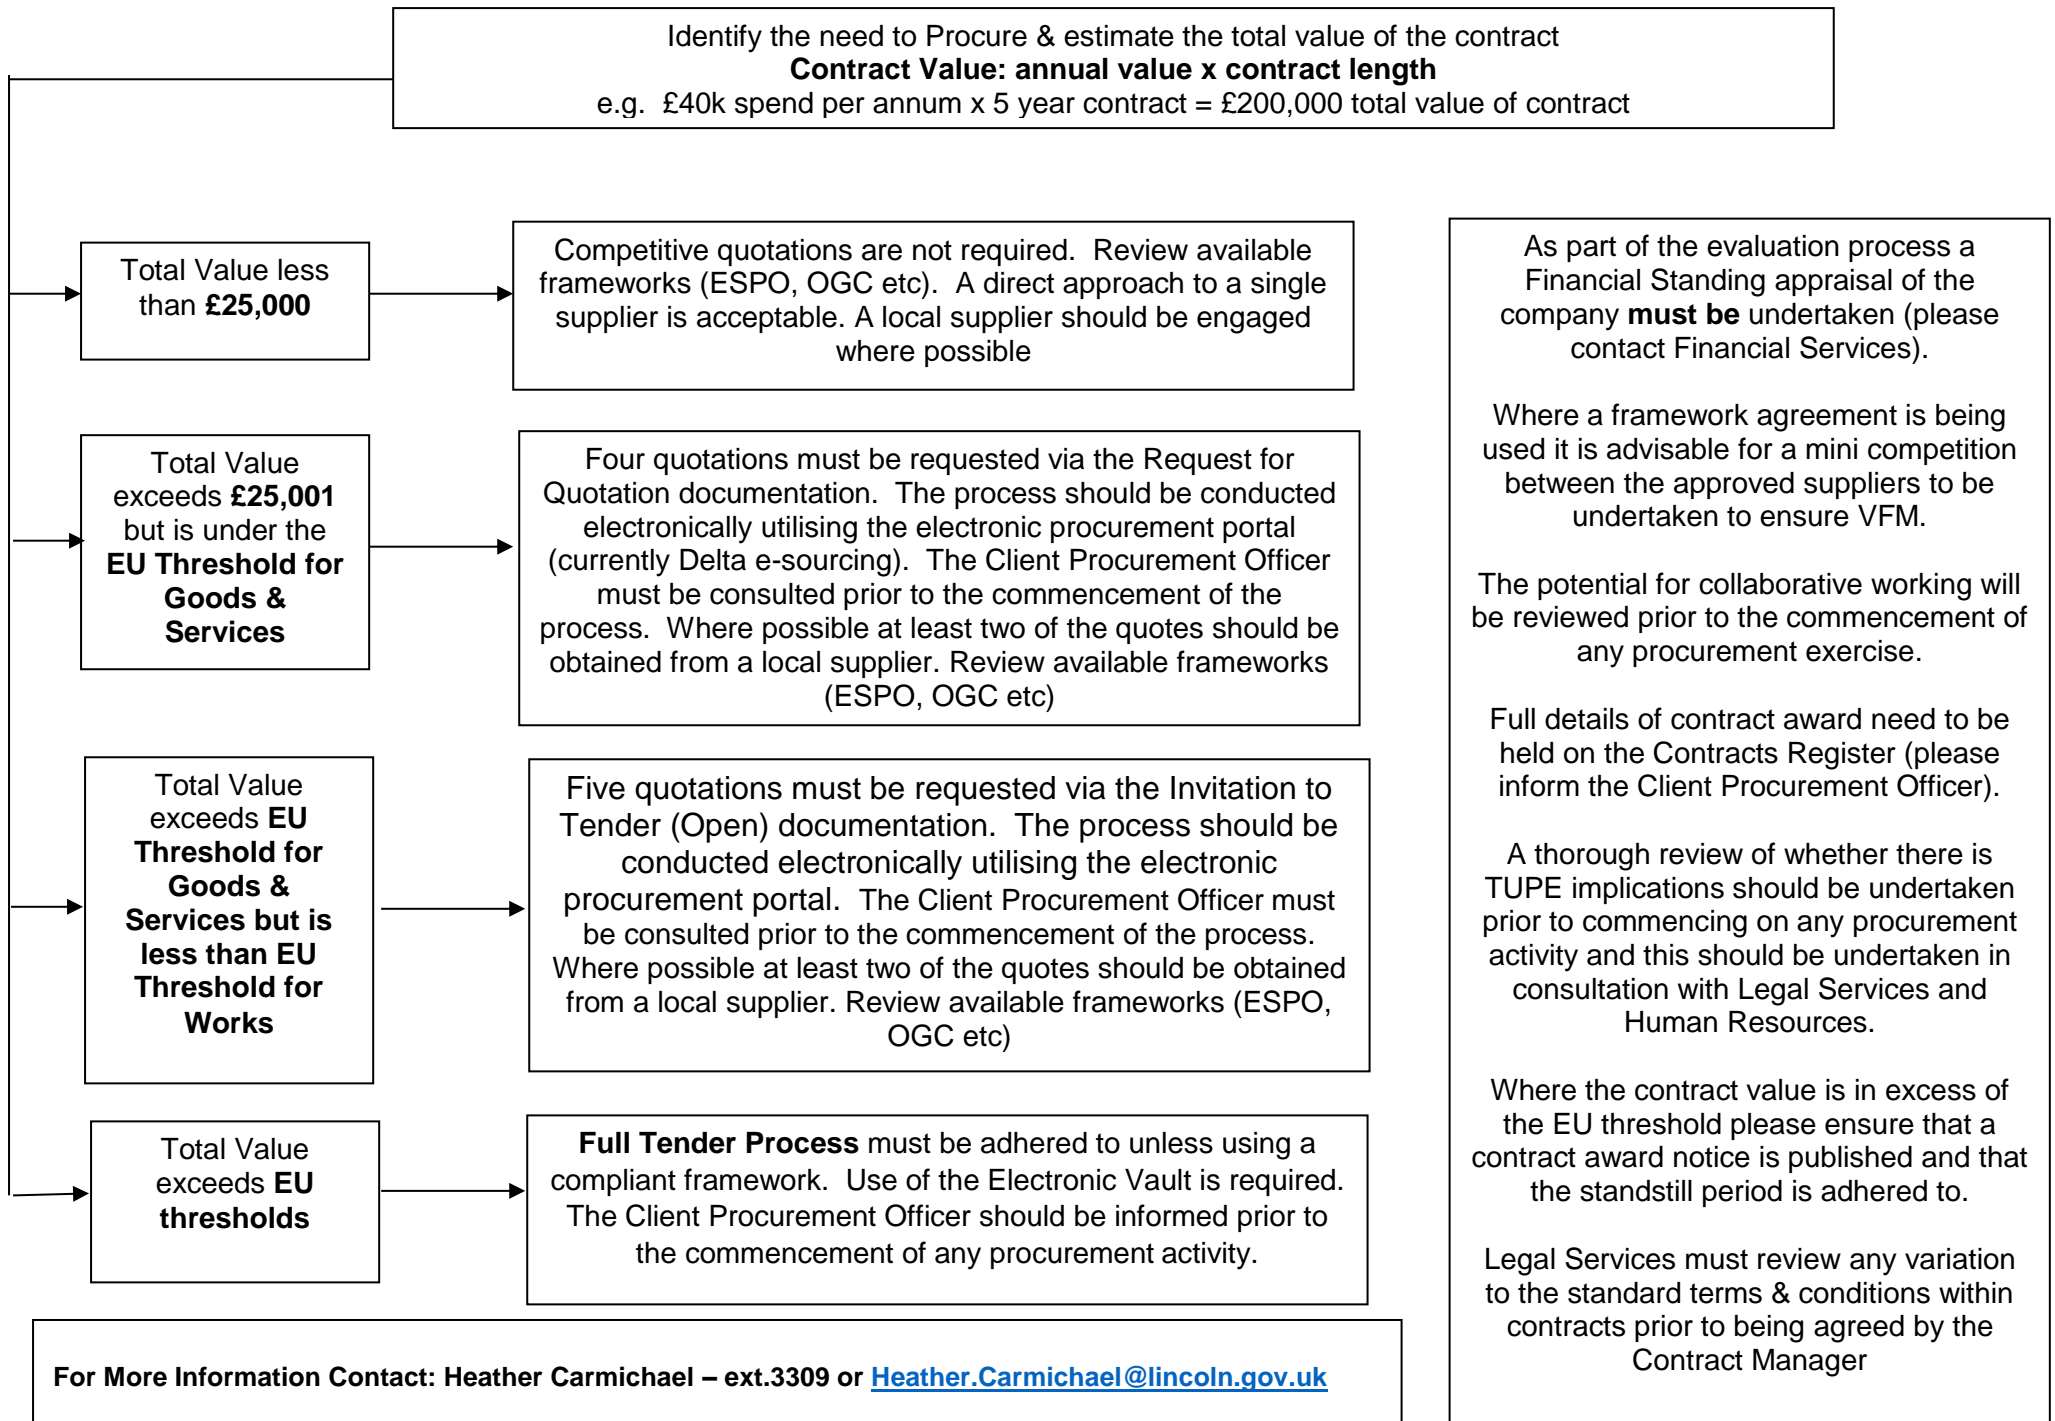 Identify the need to Procure & estimate the total value of the contract
Contract Value: annual value x contract length
e.g. £40k spend per annum x 5 year contract = £200,000 total value of contract
Total Value less
than £25,000
Competitive quotations are not required. Review available
frameworks (ESPO, OGC etc). A direct approach to a single
supplier is acceptable. A local supplier should be engaged
where possible
Total Value
exceeds £25,001
but is under the
EU Threshold for
Goods &
Services
Four quotations must be requested via the Request for
Quotation documentation. The process should be conducted
electronically utilising the electronic procurement portal
(currently Delta e-sourcing). The Client Procurement Officer
must be consulted prior to the commencement of the
process. Where possible at least two of the quotes should be
obtained from a local supplier. Review available frameworks
(ESPO, OGC etc)
Total Value
exceeds EU
Threshold for
Goods &
Services but is
less than EU
Threshold for
Works
Five quotations must be requested via the Invitation to
Tender (Open) documentation. The process should be
conducted electronically utilising the electronic
procurement portal. The Client Procurement Officer must
be consulted prior to the commencement of the process.
Where possible at least two of the quotes should be obtained
from a local supplier. Review available frameworks (ESPO,
OGC etc)
Total Value
exceeds EU
thresholds
Full Tender Process must be adhered to unless using a
compliant framework. Use of the Electronic Vault is required.
The Client Procurement Officer should be informed prior to
the commencement of any procurement activity.
As part of the evaluation process a
Financial Standing appraisal of the
company must be undertaken (please
contact Financial Services).
Where a framework agreement is being
used it is advisable for a mini competition
between the approved suppliers to be
undertaken to ensure VFM.
The potential for collaborative working will
be reviewed prior to the commencement of
any procurement exercise.
Full details of contract award need to be
held on the Contracts Register (please
inform the Client Procurement Officer).
A thorough review of whether there is
TUPE implications should be undertaken
prior to commencing on any procurement
activity and this should be undertaken in
consultation with Legal Services and
Human Resources.
Where the contract value is in excess of
the EU threshold please ensure that a
contract award notice is published and that
the standstill period is adhered to.
Legal Services must review any variation
to the standard terms & conditions within
contracts prior to being agreed by the
Contract Manager
For More Information Contact: Heather Carmichael – ext.3309 or Heather.Carmichael@lincoln.gov.uk